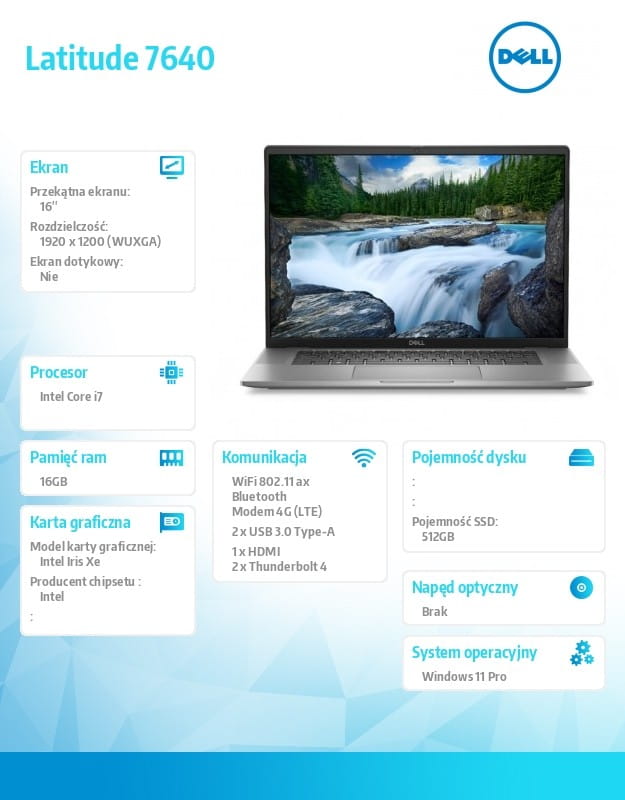 Latitude 7640
DELL
Ekran
Przekątna ekranu:
16"
Rozdzielczość:
1920 x 1200 (WUXGA)
Ekran dotykowy:
Nie
DELL
Procesor
Intel Core i7
Pamięć ram
16GB
Karta graficzna
Model karty graficznej:
Intel Iris Xe
Producent chipsetu :
Intel
:
Komunikacja
WiFi 802.11 ax
Bluetooth
Modem 4G (LTE)
2 x USB 3.0 Type-A
1 x HDMI
2 x Thunderbolt 4
Pojemność dysku
:
:
Pojemność SSD:
512GB
Napęd optyczny
Brak
System operacyjny
Windows 11 Pro